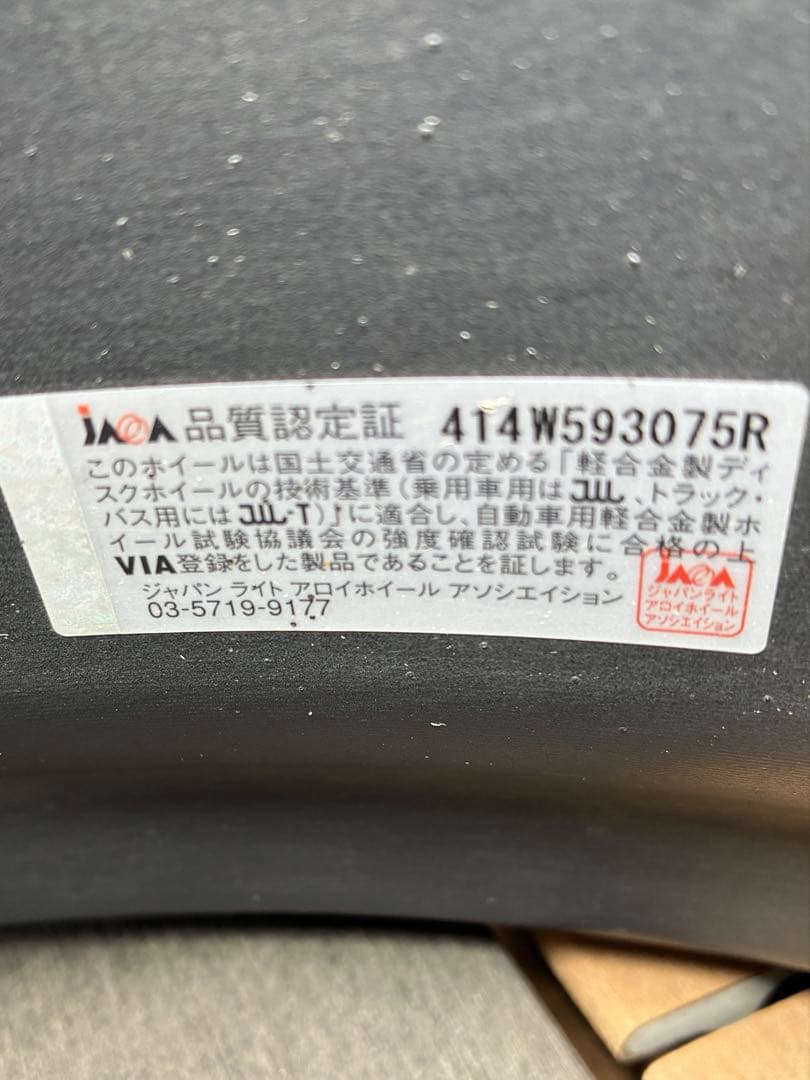 JAWA 品質認定証 414W593075R
このホイールは国土交通省の定める「軽合金製ディ
スクホイールの技術基準(乗用車用はJWL、トラック・
バス用にはJWL-T)」に適合し、自動車用軽合金製ホ
イール試験協議会の強度確認試験に合格の上
VIA登録をした製品であることを証します。
ジャパン ライト アロイホイール アソシエイション
03-5719-9177
JAWA
ジャパンライト
アロイホイール
アソシエイション